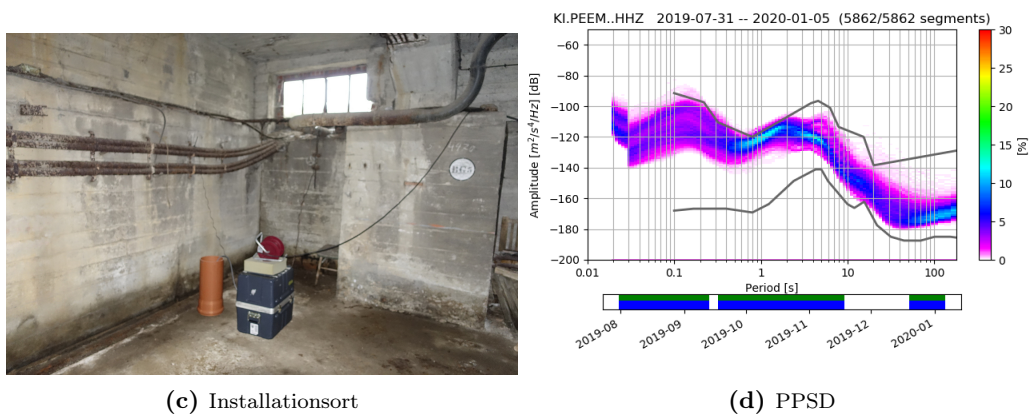 KI.PEEM..HHZ 2019-07-31 -- 2020-01-05 (5862/5862 segments)
Amplitude [m²/s⁴/Hz] [dB]
−60
−80
−100
−120
−140
−160
−180
−200
0.01 0.1 1 10 100
Period [s]
30
25
20
15
10
5
0
[%]
2019-08 2019-09 2019-10 2019-11 2019-12 2020-01
(c) Installationsort
(d) PPSD